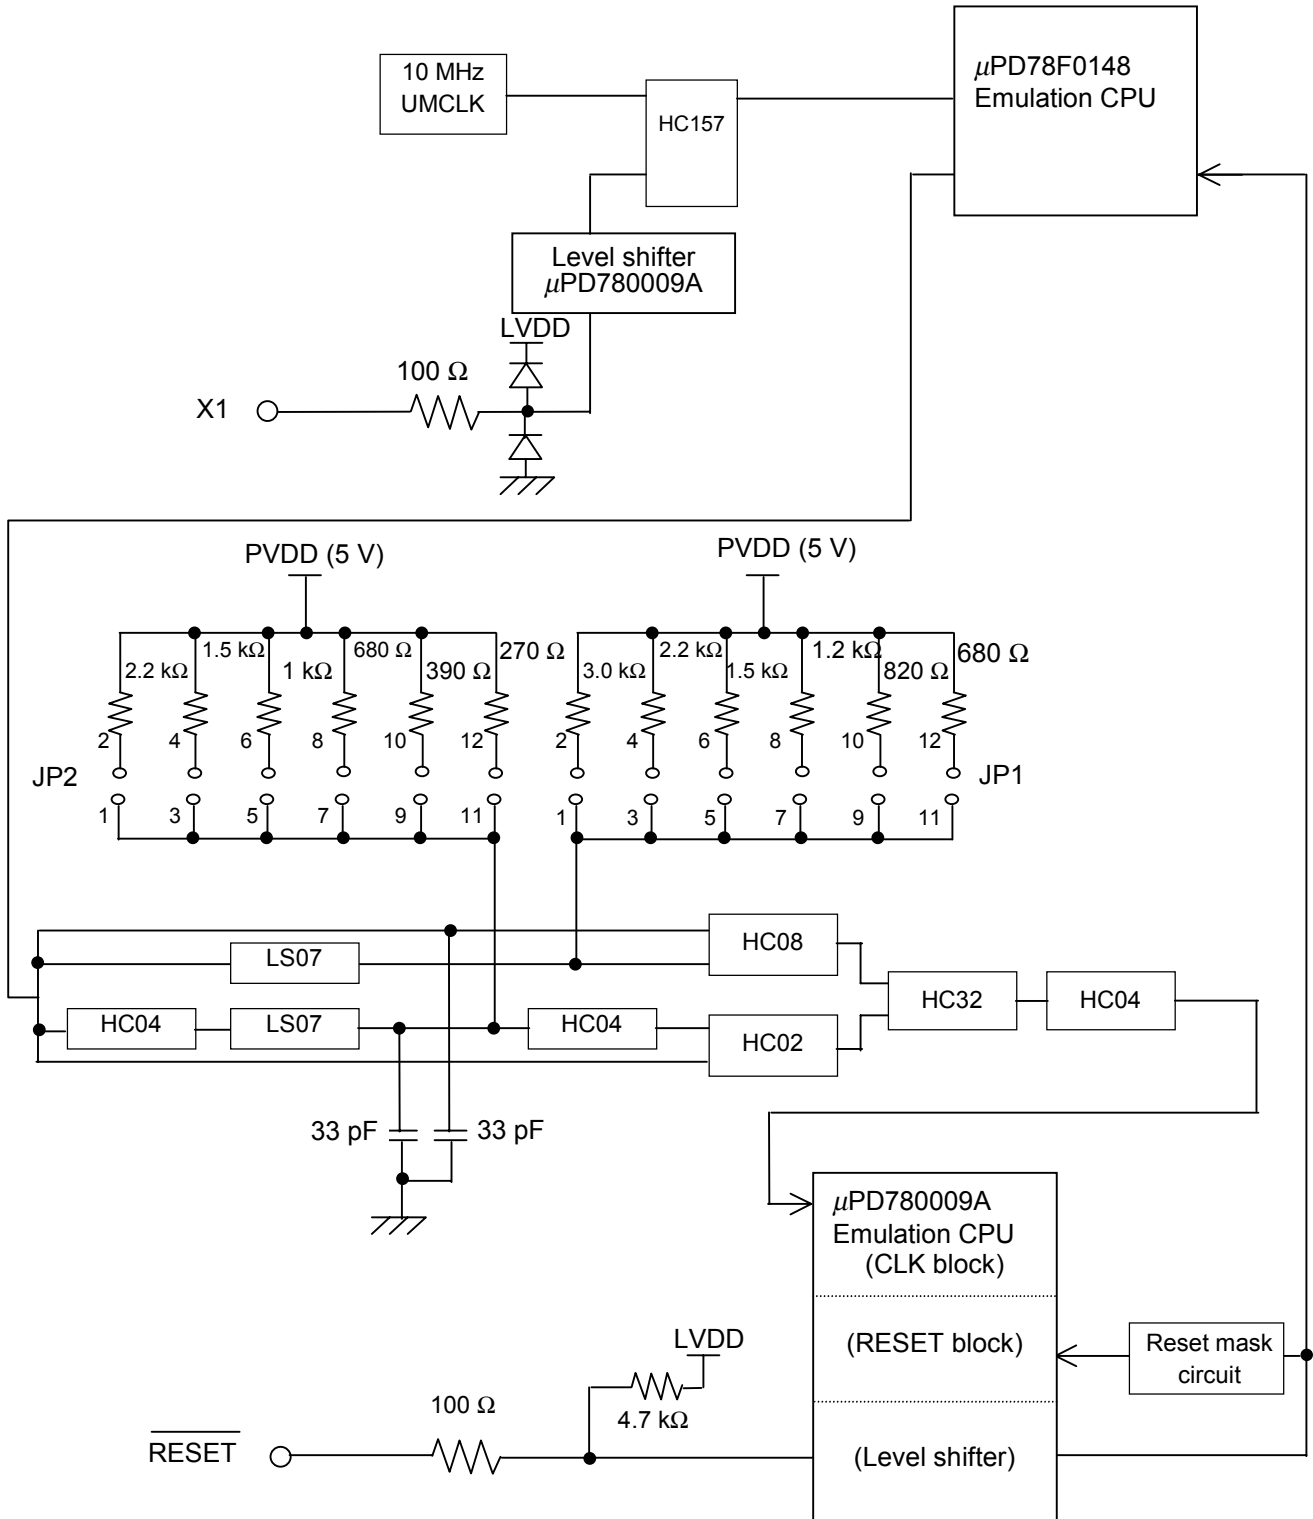 10 MHz
UMCLK
HC157
μPD78F0148
Emulation CPU
Level shifter
μPD780009A
LVDD
100 Ω
X1
PVDD (5 V)
PVDD (5 V)
2.2 kΩ
1.5 kΩ
1 kΩ
680 Ω
390 Ω
270 Ω
3.0 kΩ
2.2 kΩ
1.5 kΩ
1.2 kΩ
820 Ω
680 Ω
2
4
6
8
10
12
2
4
6
8
10
12
JP2
JP1
1
3
5
7
9
11
1
3
5
7
9
11
LS07
HC08
HC04
LS07
HC04
HC02
HC32
HC04
33 pF
33 pF
μPD780009A
Emulation CPU
(CLK block)
(RESET block)
Reset mask
circuit
LVDD
4.7 kΩ
100 Ω
RESET
(Level shifter)